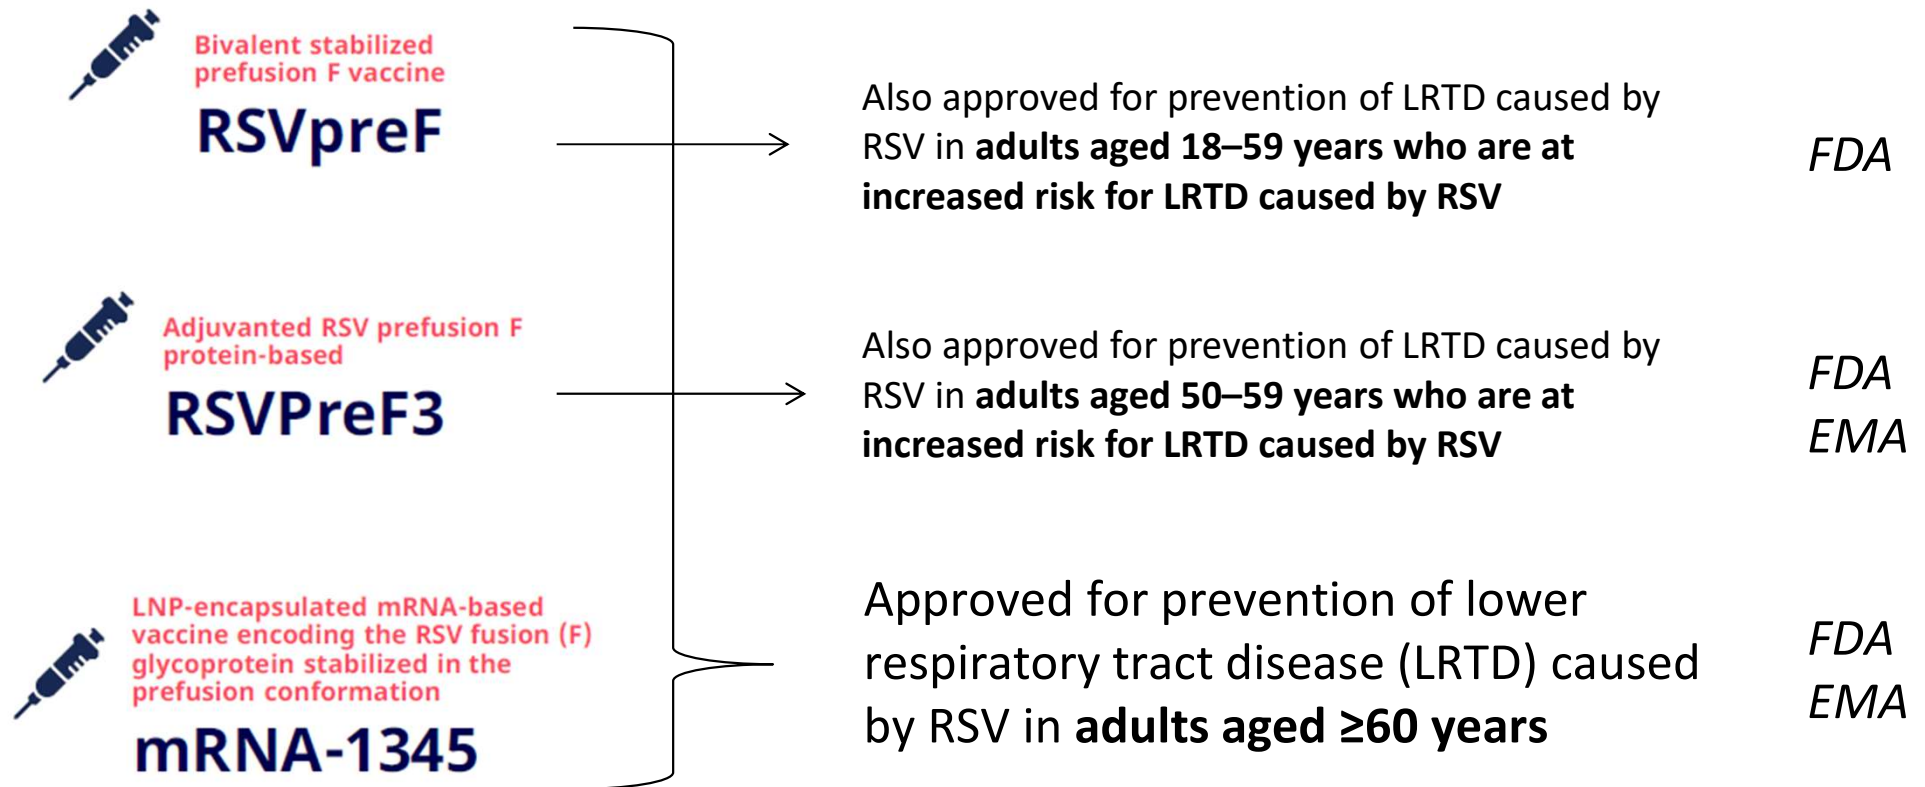 Bivalent stabilized
prefusion F vaccine
RSVpreF
Also approved for prevention of LRTD caused by
RSV in adults aged 18–59 years who are at
increased risk for LRTD caused by RSV
FDA
Adjuvanted RSV prefusion F
protein-based
RSVPreF3
Also approved for prevention of LRTD caused by
RSV in adults aged 50–59 years who are at
increased risk for LRTD caused by RSV
FDA
EMA
LNP-encapsulated mRNA-based
vaccine encoding the RSV fusion (F)
glycoprotein stabilized in the
prefusion conformation
mRNA-1345
Approved for prevention of lower
respiratory tract disease (LRTD) caused
by RSV in adults aged ≥60 years
FDA
EMA